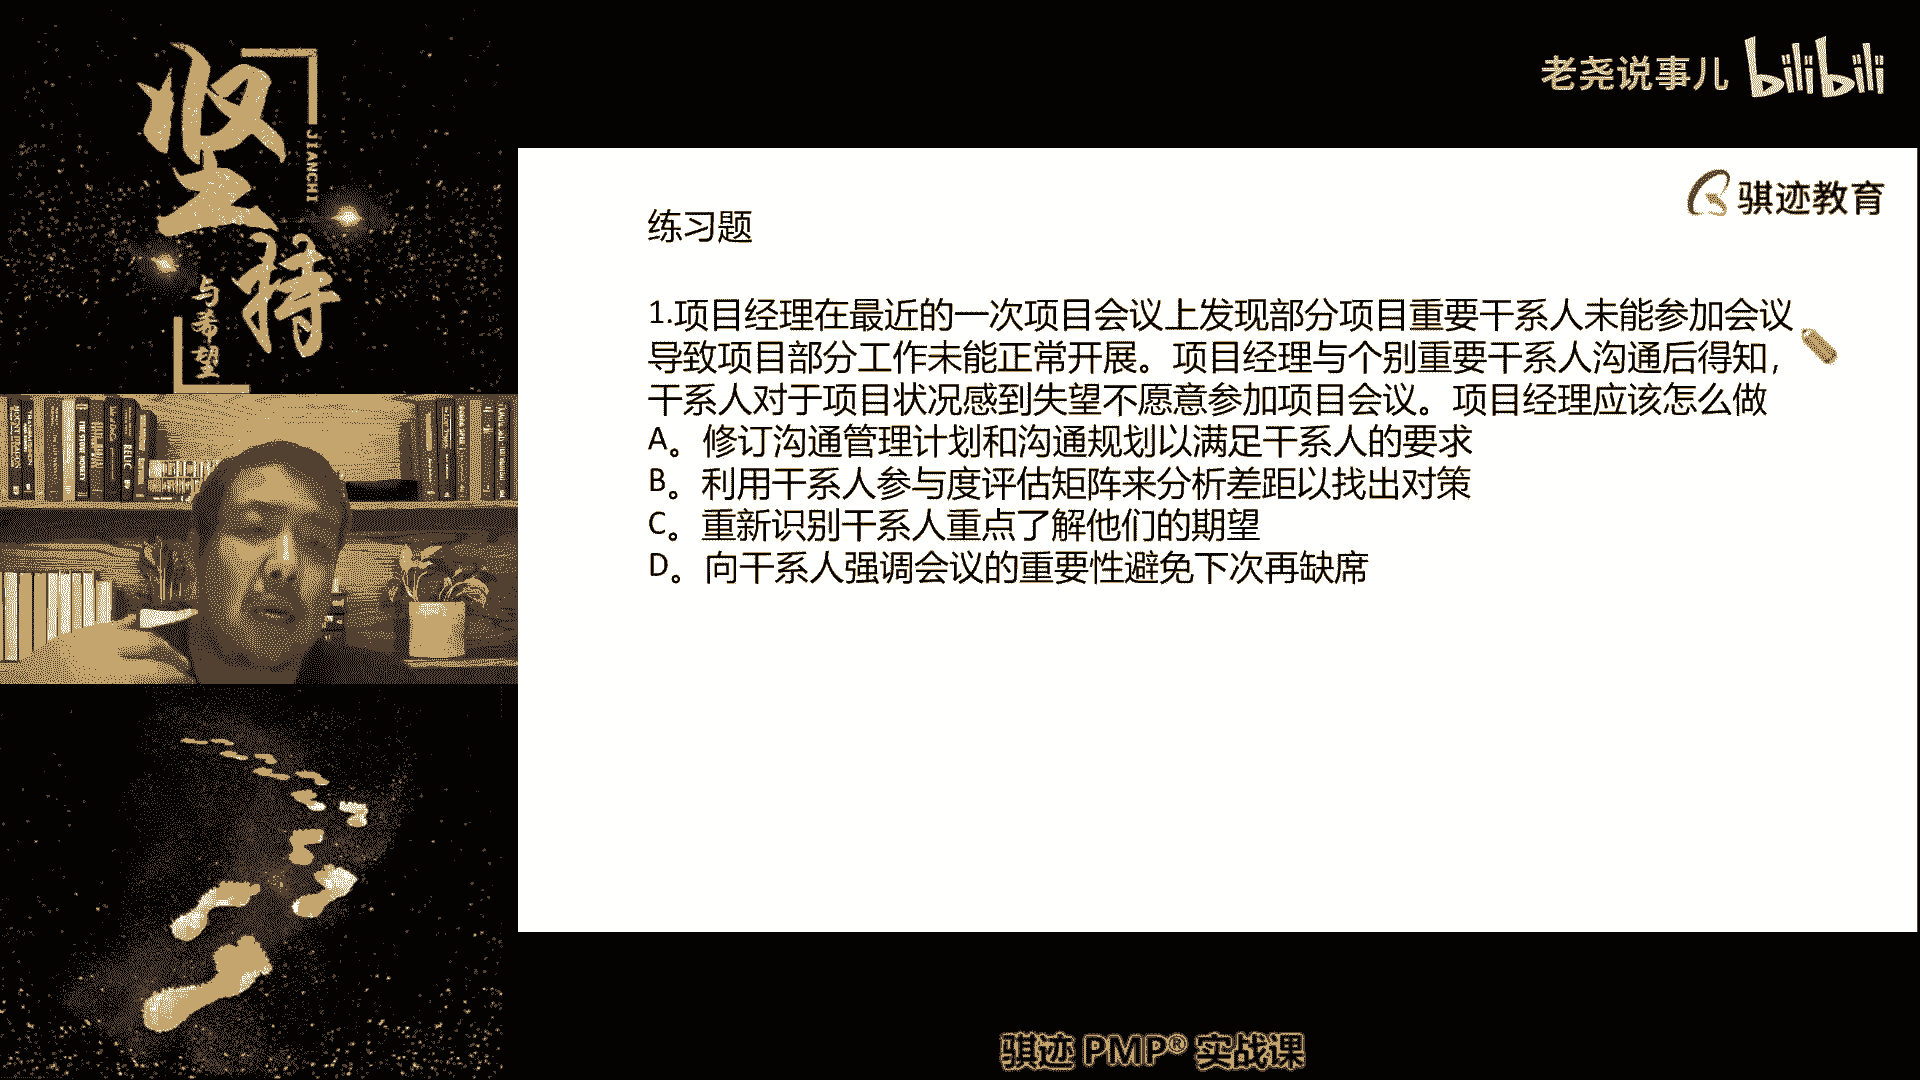 坚持
JIANCHI
与希望
老尧说事儿 bilibili
骐迹教育
练习题
1.项目经理在最近的一次项目会议上发现部分项目重要干系人未能参加会议
导致项目部分工作未能正常开展。项目经理与个别重要干系人沟通后得知，
干系人对于项目状况感到失望不愿意参加项目会议。项目经理应该怎么做
A。修订沟通管理计划和沟通规划以满足干系人的要求
B。利用干系人参与度评估矩阵来分析差距以找出对策
C。重新识别干系人重点了解他们的期望
D。向干系人强调会议的重要性避免下次再缺席
骐迹 PMP® 实战课